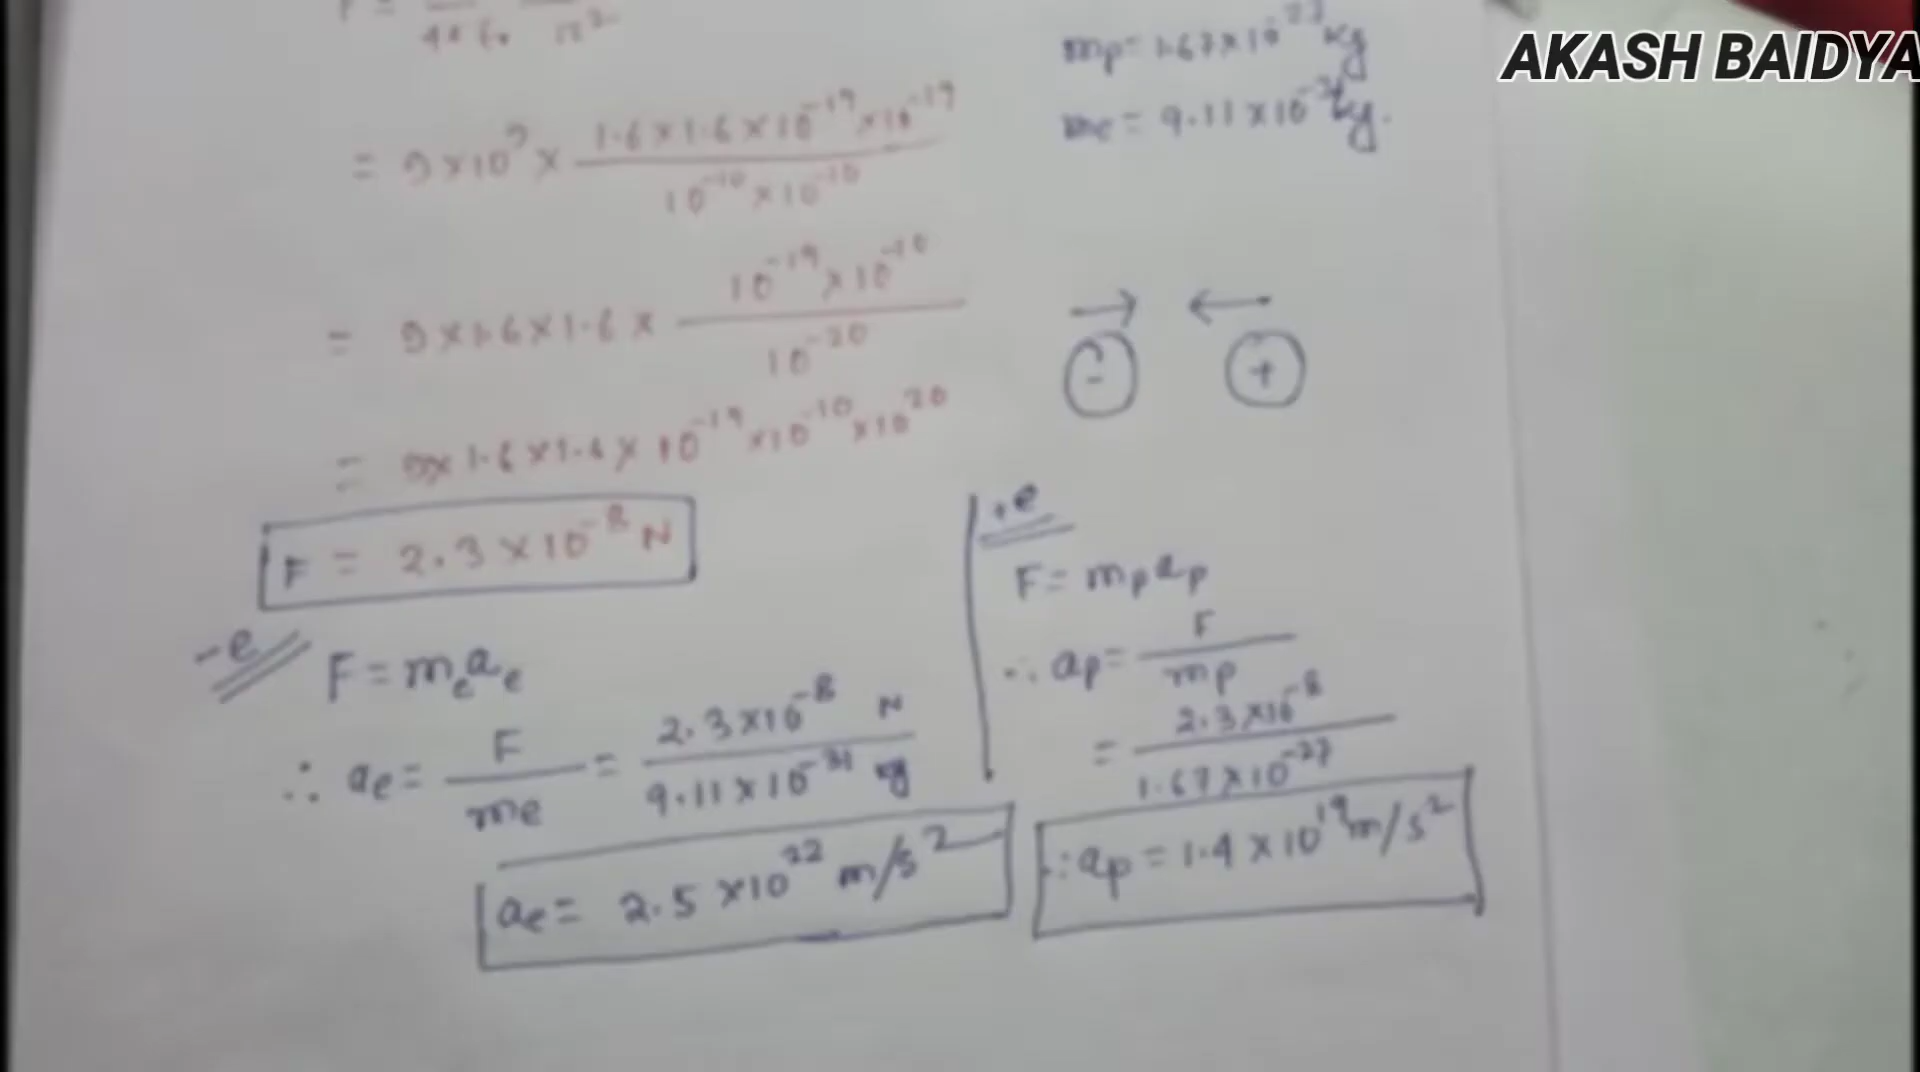 AKASH BAIDYA
mp = 1.67×10⁻²⁷ kg
me = 9.11×10⁻³¹ kg.
= 9×10⁹ × 1.6×1.6×10⁻¹⁹×10⁻¹⁹ / 10⁻¹⁰×10⁻¹⁰
= 9×1.6×1.6× 10⁻¹⁹×10⁻¹⁰ / 10⁻²⁰
= 9×1.6×1.6× 10⁻¹⁹×10⁻¹⁰×10²⁰
- +
F = 2.3×10⁻⁸ N
-e
F = mₑaₑ
∴ aₑ = F / me = 2.3×10⁻⁸ N / 9.11×10⁻³¹ kg
aₑ = 2.5×10²² m/s²
+e
F = mₚaₚ
∴ aₚ = F / mp
= 2.3×10⁻⁸ / 1.67×10⁻²⁷
∴ aₚ = 1.4×10¹⁹ m/s²